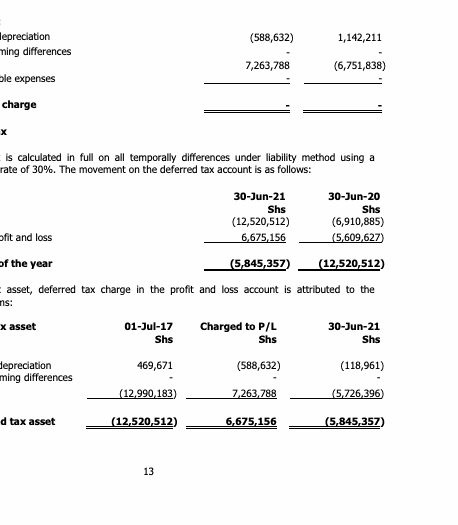 :
depreciation (588,632) 1,142,211
ming differences - -
7,263,788 (6,751,838)
ble expenses - -
charge - -
x
is calculated in full on all temporally differences under liability method using a
rate of 30%. The movement on the deferred tax account is as follows:
30-Jun-21 30-Jun-20
Shs Shs
(12,520,512) (6,910,885)
ofit and loss 6,675,156 (5,609,627)
of the year (5,845,357) (12,520,512)
asset, deferred tax charge in the profit and loss account is attributed to the
ms:
x asset 01-Jul-17 Charged to P/L 30-Jun-21
Shs Shs Shs
depreciation 469,671 (588,632) (118,961)
ming differences - - -
(12,990,183) 7,263,788 (5,726,396)
d tax asset (12,520,512) 6,675,156 (5,845,357)
13